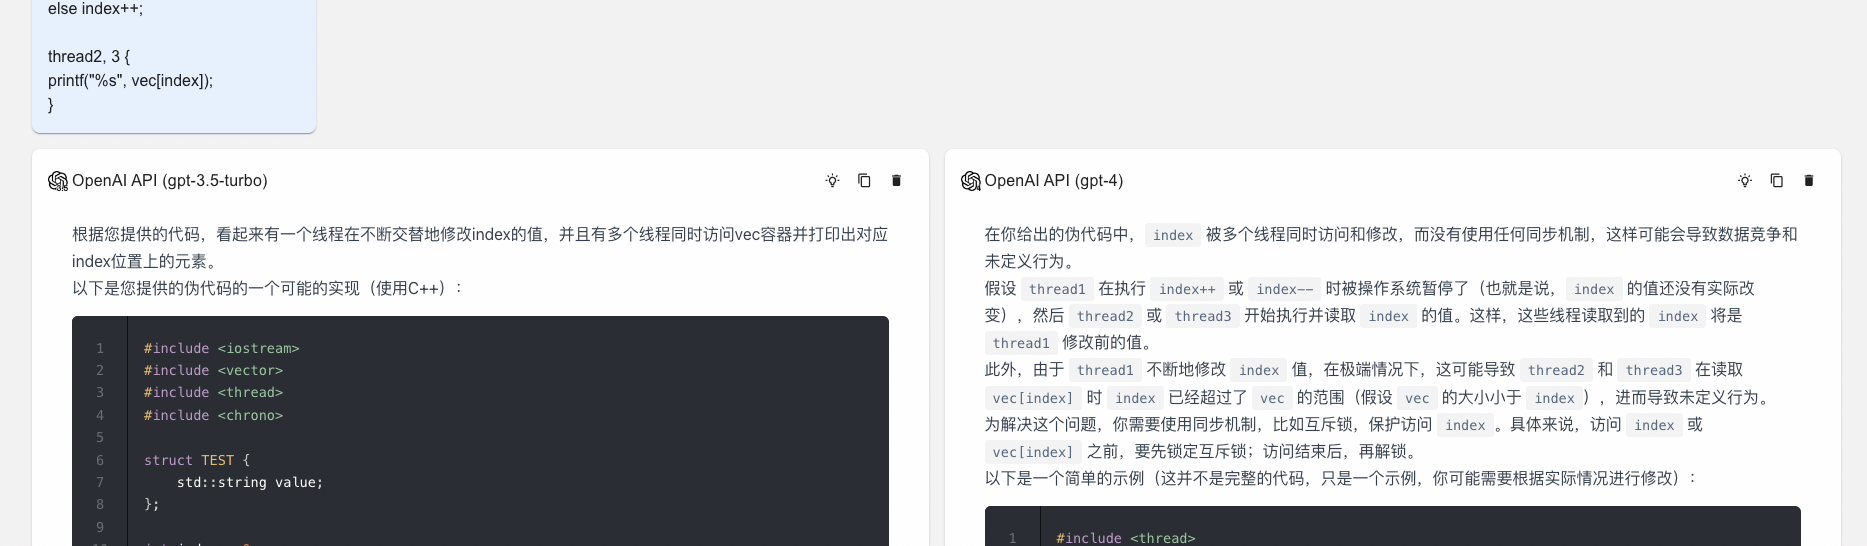 else index++;
thread2, 3 {
printf("%s", vec[index]);
}
OpenAI API (gpt-3.5-turbo)
根据您提供的代码，看起来有一个线程在不断交替地修改index的值，并且有多个线程同时访问vec容器并打印出对应
index位置上的元素。
以下是您提供的伪代码的一个可能的实现（使用C++）：
1 #include <iostream>
2 #include <vector>
3 #include <thread>
4 #include <chrono>
5
6 struct TEST {
7 std::string value;
8 };
9
OpenAI API (gpt-4)
在你给出的伪代码中， index 被多个线程同时访问和修改，而没有使用任何同步机制，这样可能会导致数据竞争和
未定义行为。
假设 thread1 在执行 index++ 或 index-- 时被操作系统暂停了（也就是说， index 的值还没有实际改
变），然后 thread2 或 thread3 开始执行并读取 index 的值。这样，这些线程读取到的 index 将是
thread1 修改前的值。
此外，由于 thread1 不断地修改 index 值，在极端情况下，这可能导致 thread2 和 thread3 在读取
vec[index] 时 index 已经超过了 vec 的范围（假设 vec 的大小小于 index ），进而导致未定义行为。
为解决这个问题，你需要使用同步机制，比如互斥锁，保护访问 index 。具体来说，访问 index 或
vec[index] 之前，要先锁定互斥锁；访问结束后，再解锁。
以下是一个简单的示例（这并不是完整的代码，只是一个示例，你可能需要根据实际情况进行修改）：
1 #include <thread>